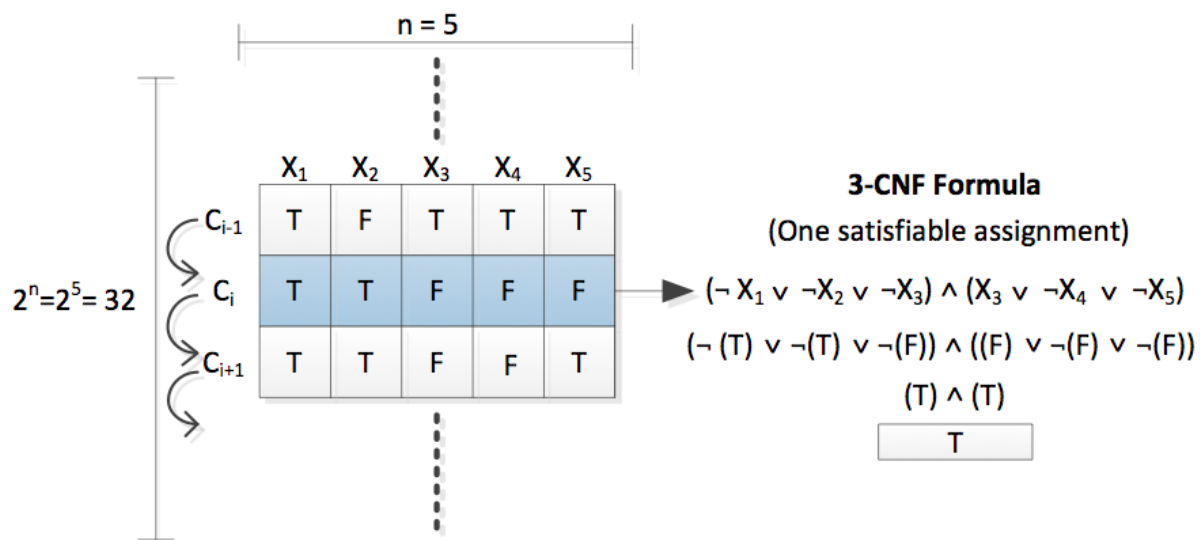 n = 5
X₁ X₂ X₃ X₄ X₅
Cᵢ₋₁ T F T T T
Cᵢ T T F F F
Cᵢ₊₁ T T F F T
2ⁿ=2⁵= 32
3-CNF Formula
(One satisfiable assignment)
(¬ X₁ ∨ ¬X₂ ∨ ¬X₃) ∧ (X₃ ∨ ¬X₄ ∨ ¬X₅)
(¬ (T) ∨ ¬(T) ∨ ¬(F)) ∧ ((F) ∨ ¬(F) ∨ ¬(F))
(T) ∧ (T)
T